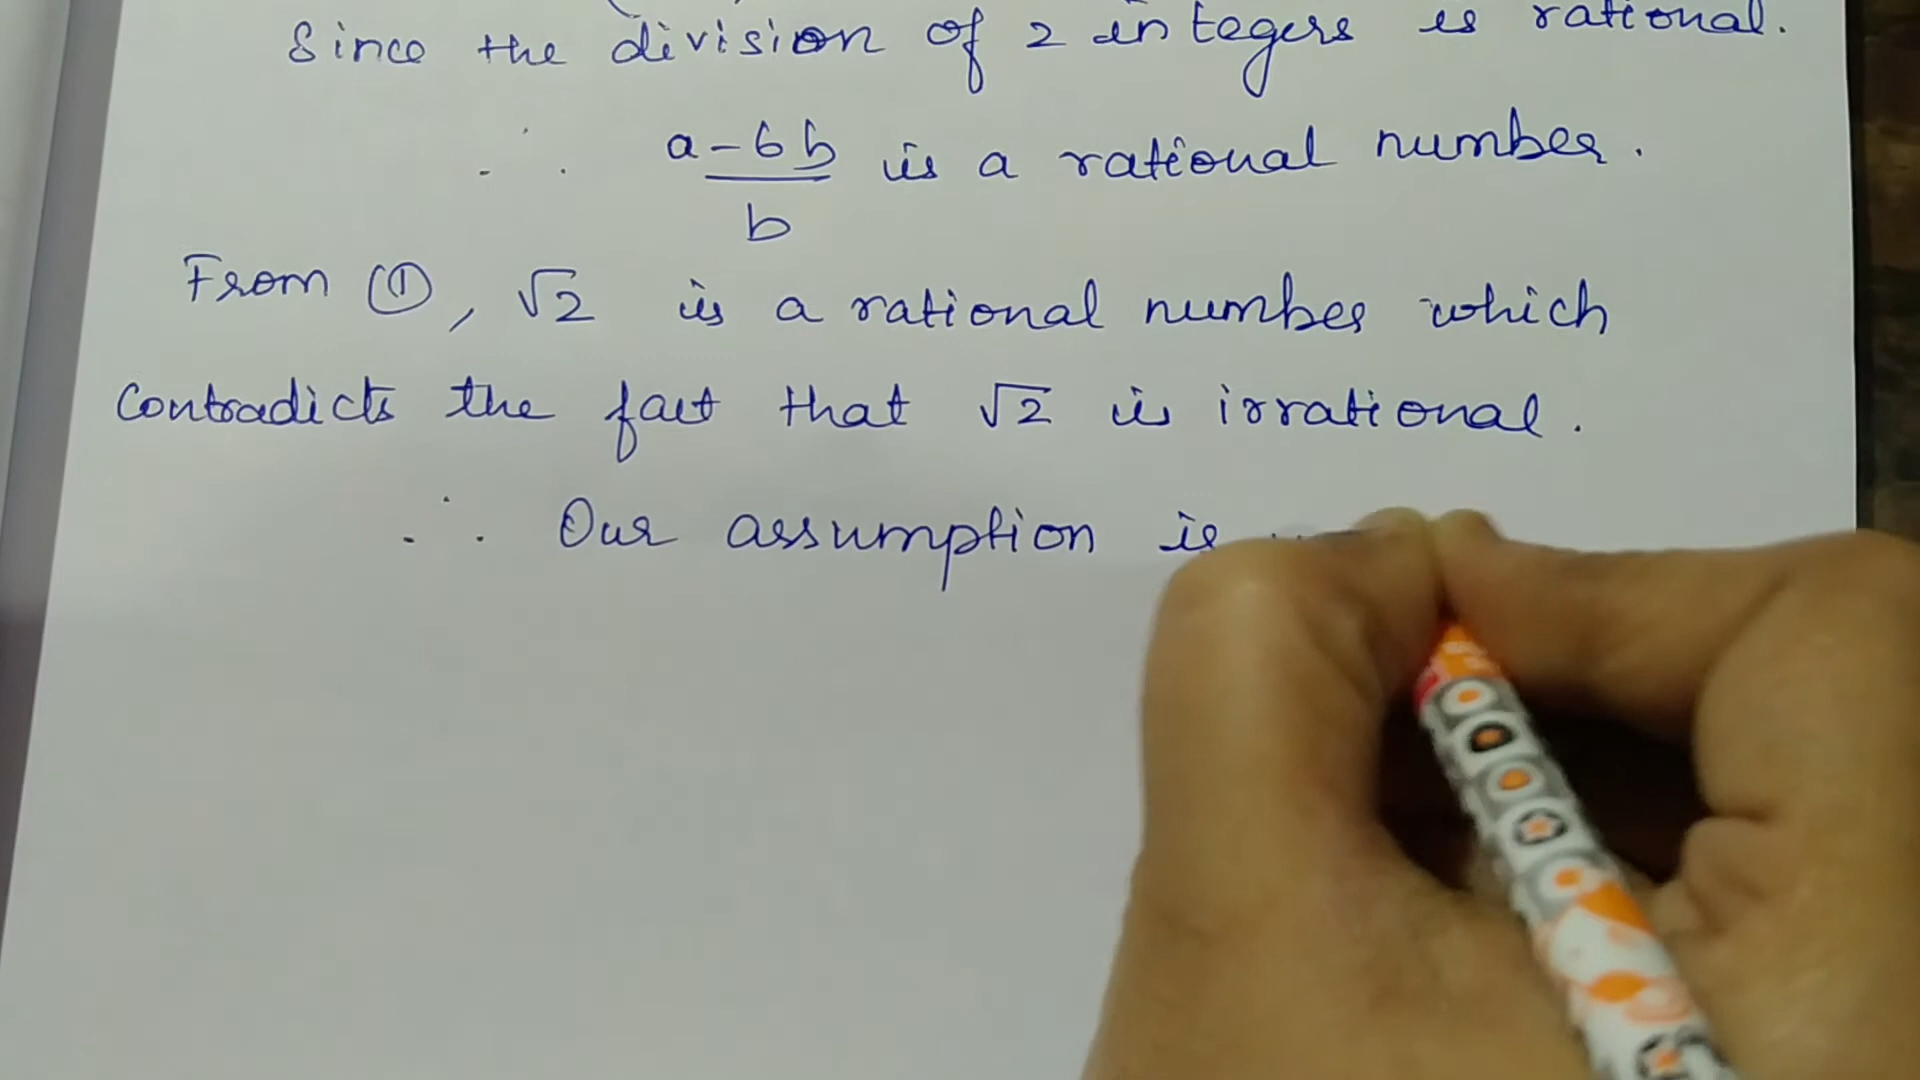 Since the division of 2 integers is rational.
∴ a-6b is a rational number.
b
From ①, √2 is a rational number which
contradicts the fact that √2 is irrational.
∴ Our assumption is